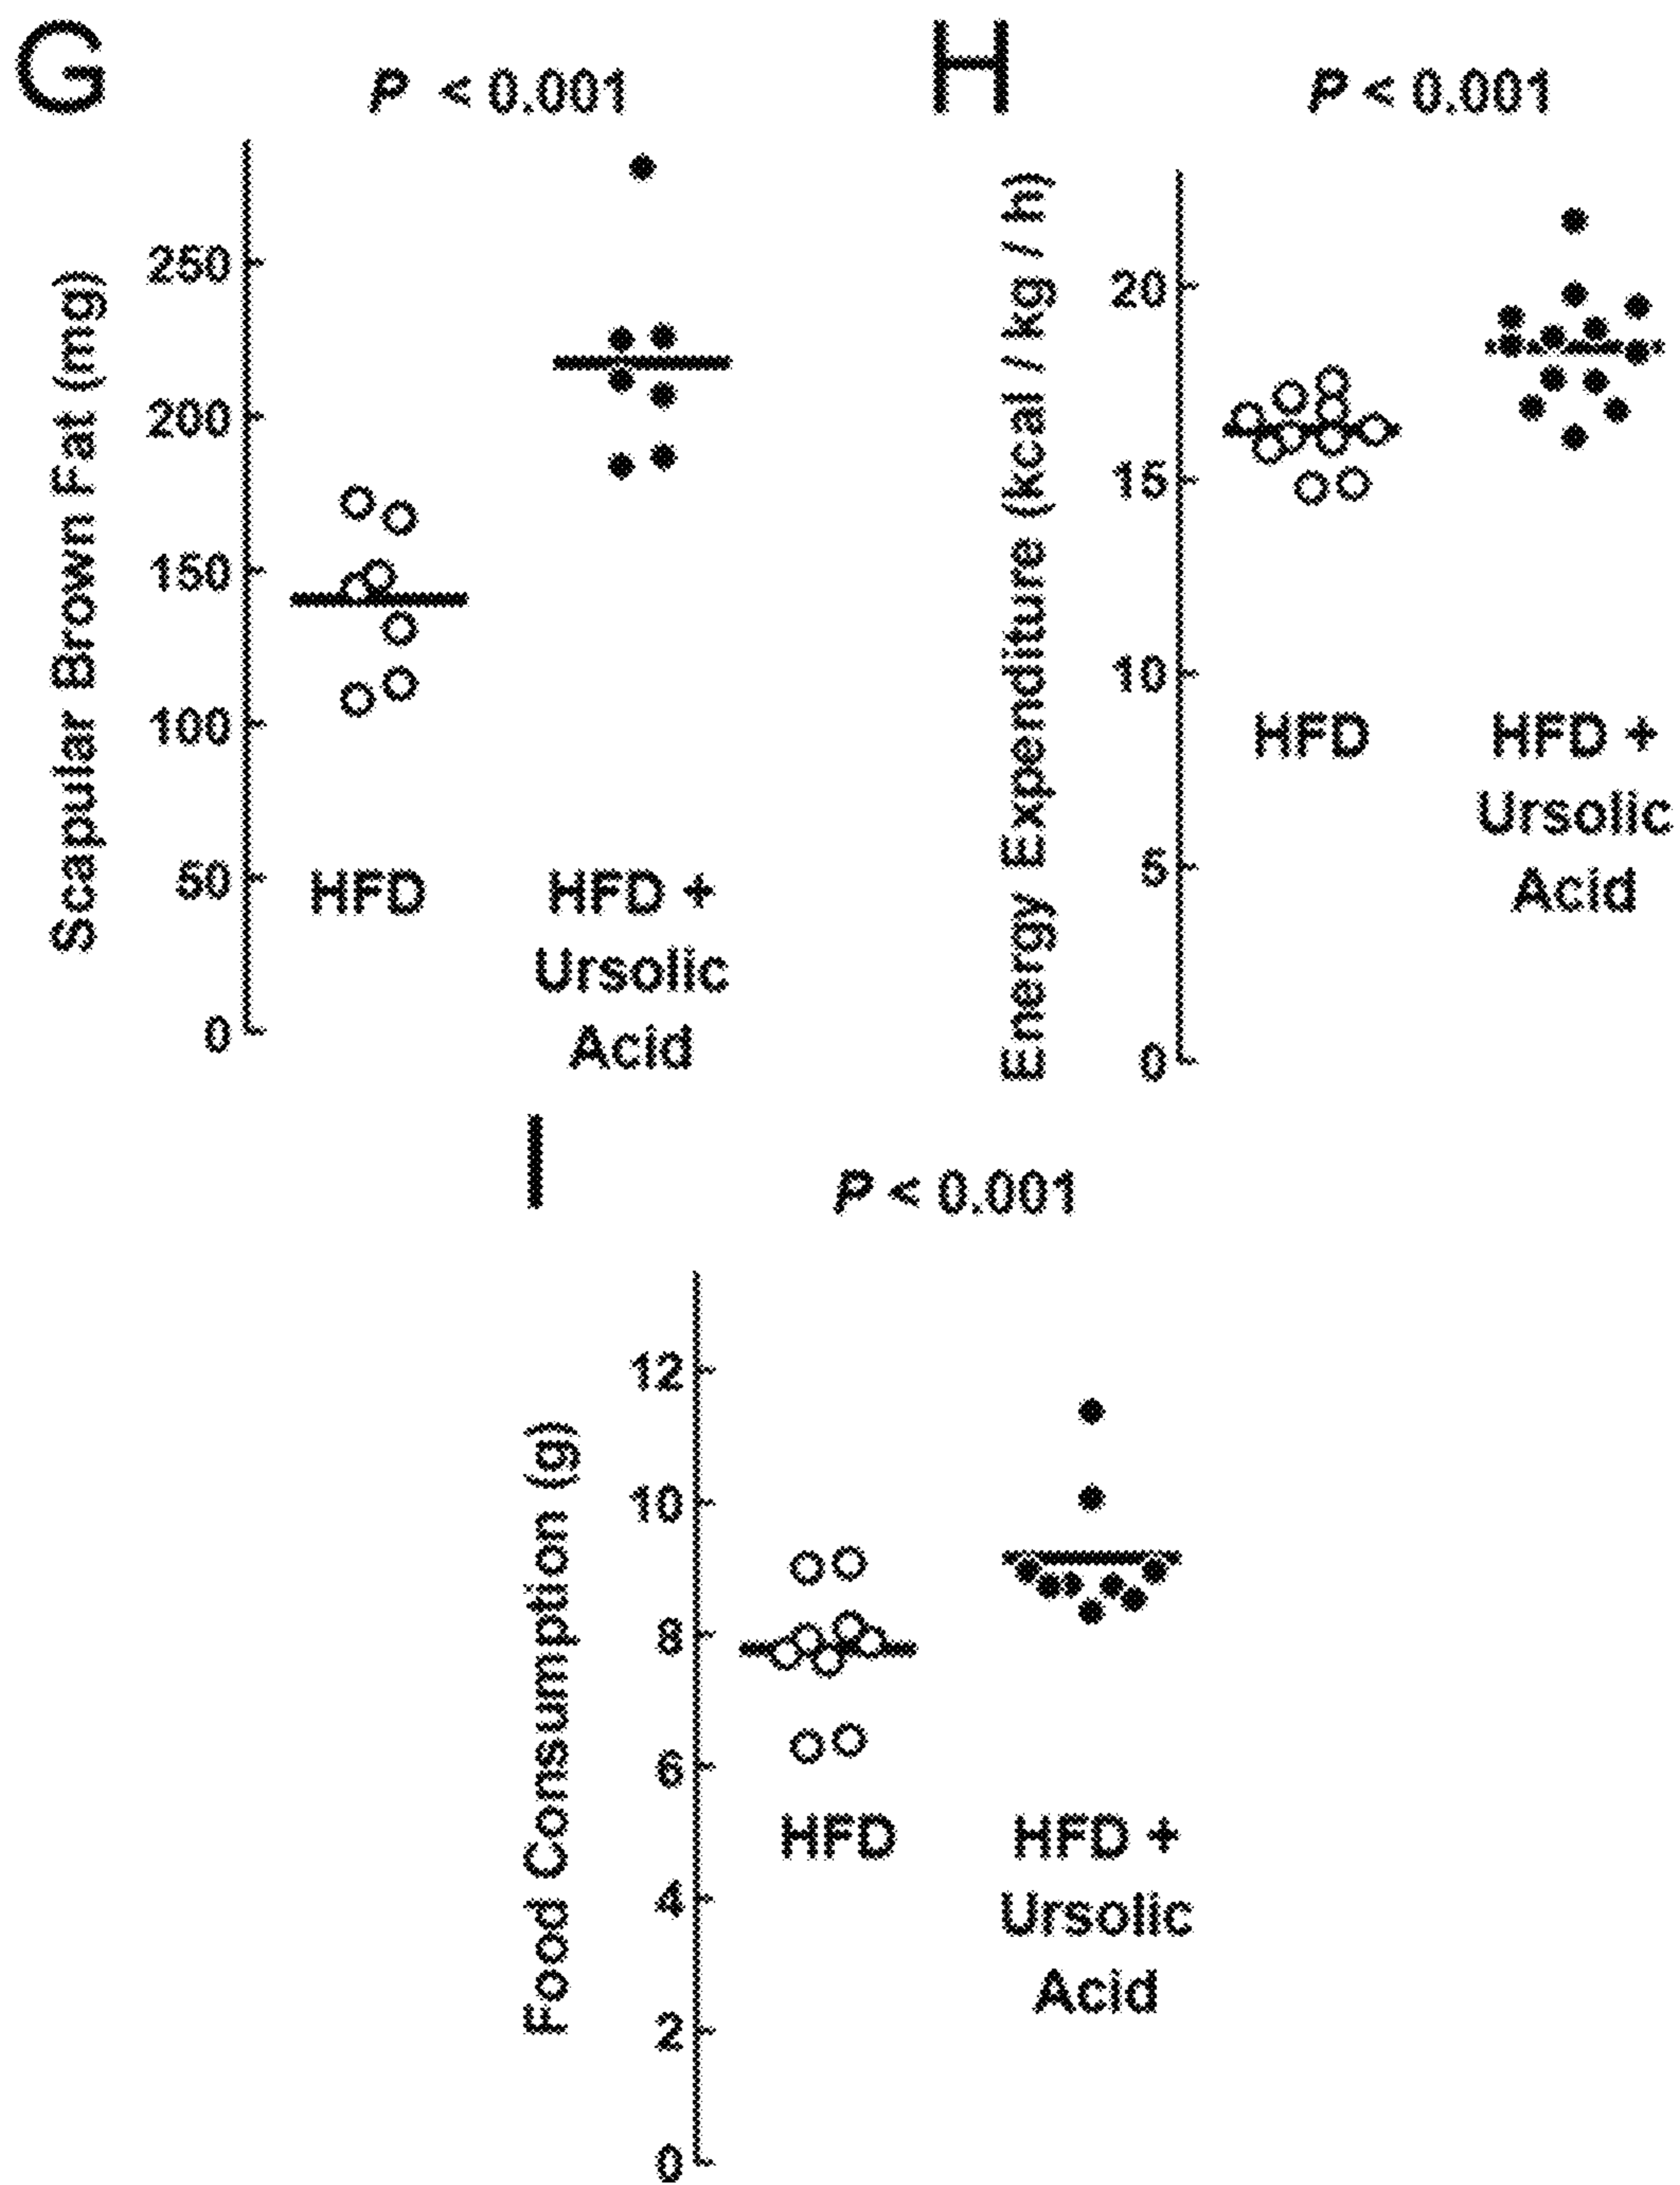 G
P < 0.001
Scapular Brown Fat (mg)
250
200
150
100
50
0
HFD
HFD +
Ursolic
Acid
H
P < 0.001
Energy Expenditure (kcal / kg / h)
20
15
10
5
0
HFD
HFD +
Ursolic
Acid
I
P < 0.001
Food Consumption (g)
12
10
8
6
4
2
0
HFD
HFD +
Ursolic
Acid